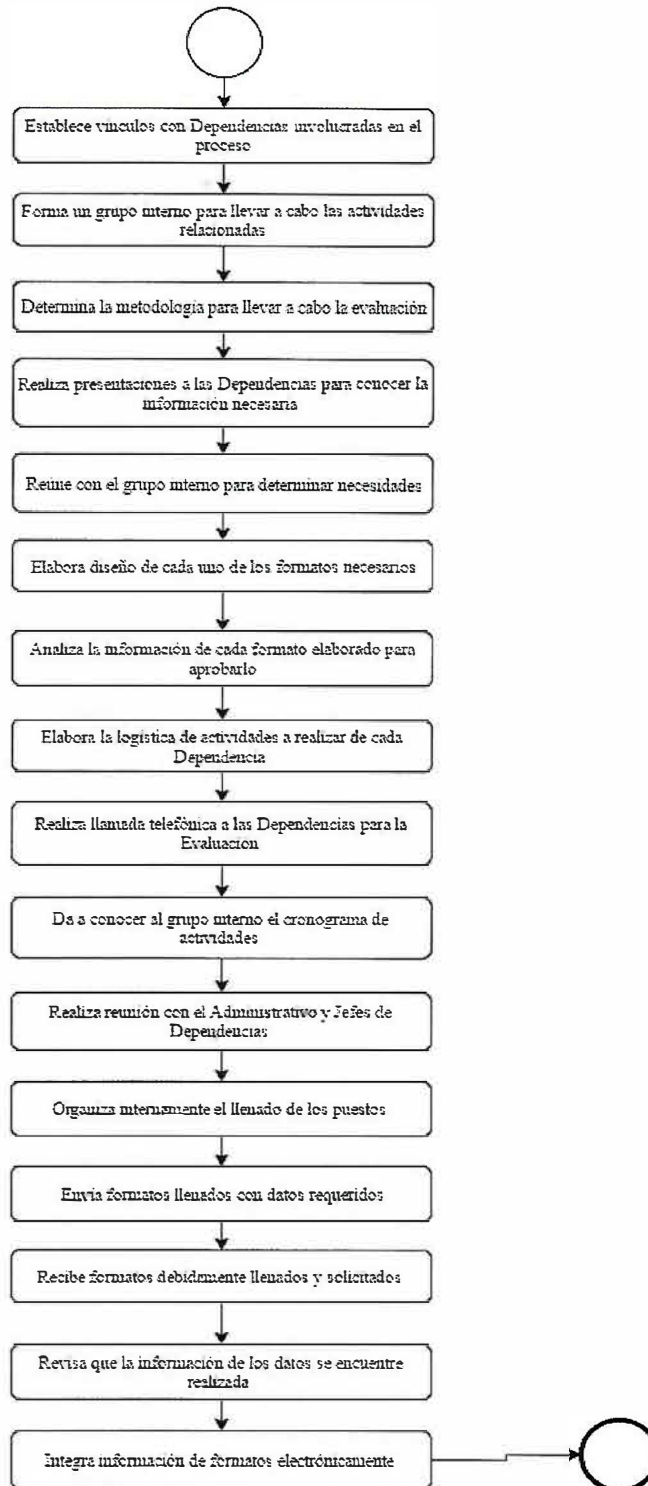 Establece vínculos con Dependencias involucradas en el
proceso
Forma un grupo interno para llevar a cabo las actividades
relacionadas
Determina la metodología para llevar a cabo la evaluación
Realiza presentaciones a las Dependencias para conocer la
información necesaria
Reúne con el grupo interno para determinar necesidades
Elabora diseño de cada uno de los formatos necesarios
Analiza la información de cada formato elaborado para
aprobarlo
Elabora la logística de actividades a realizar de cada
Dependencia
Realiza llamada telefónica a las Dependencias para la
Evaluación
Da a conocer al grupo interno el cronograma de
actividades
Realiza reunión con el Administrativo y Jefes de
Dependencias
Organiza internamente el llenado de los puestos
Envía formatos llenados con datos requeridos
Recibe formatos debidamente llenados y solicitados
Revisa que la información de los datos se encuentre
realizada
Integra información de formatos electrónicamente